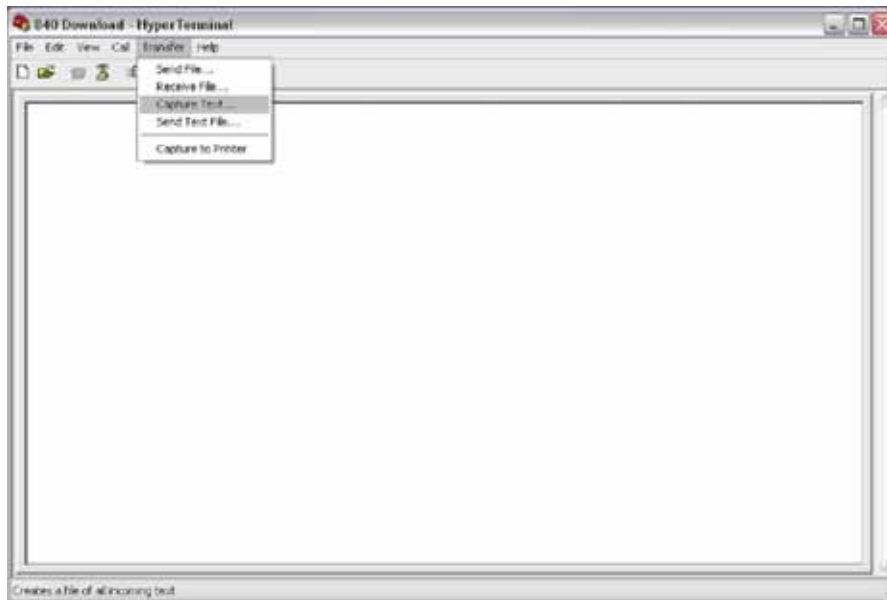 840 Download - HyperTerminal
File Edit View Call Transfer Help
Send File...
Receive File...
Capture Text...
Send Text File...
Capture to Printer
Creates a file of all incoming text